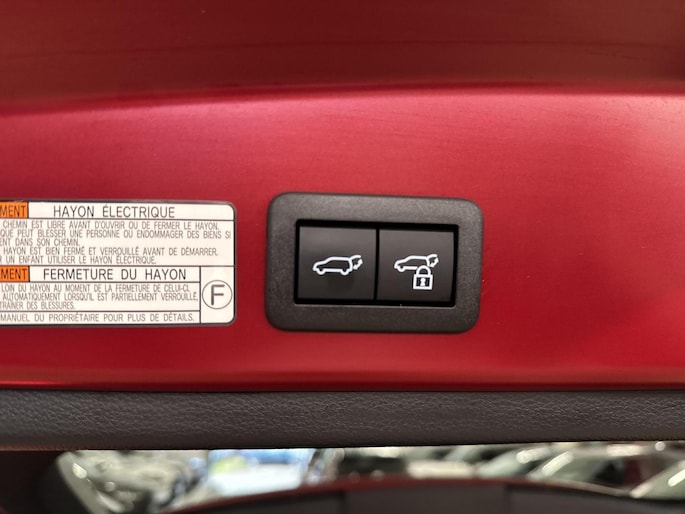 MENT HAYON ÉLECTRIQUE
CHEMIN EST LIBRE AVANT D'OUVRIR OU DE FERMER LE HAYON.
QUE PEUT BLESSER UNE PERSONNE OU ENDOMMAGER DES BIENS SI
ENT DANS SON CHEMIN.
HAYON EST BIEN FERMÉ ET VERROUILLÉ AVANT DE DÉMARRER.
R UN ENFANT UTILISER LE HAYON ÉLECTRIQUE.
MENT FERMETURE DU HAYON
LOIN DU HAYON AU MOMENT DE LA FERMETURE DE CELUI-CI.
AUTOMATIQUEMENT LORSQU'IL EST PARTIELLEMENT VERROUILLÉ,
TRAÎNER DES BLESSURES.
MANUEL DU PROPRIÉTAIRE POUR PLUS DE DÉTAILS.
F